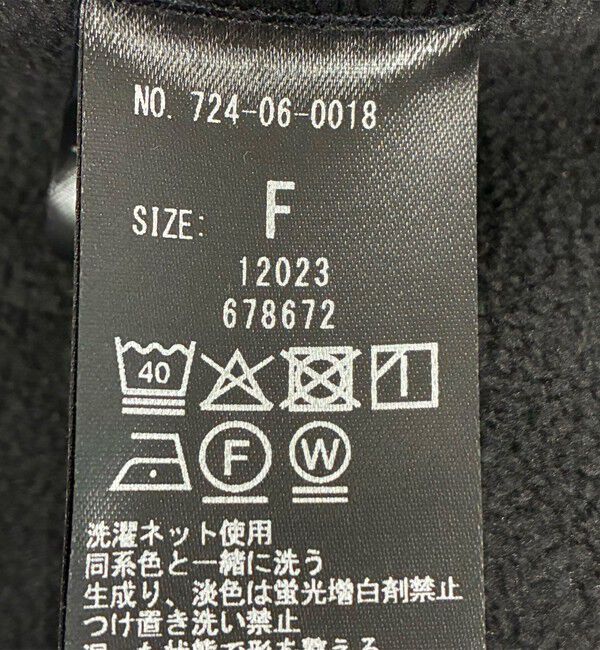 NO. 724-06-0018
SIZE: F
12023
678672
40
F W
洗濯ネット使用
同系色と一緒に洗う
生成り、淡色は蛍光増白剤禁止
つけ置き洗い禁止